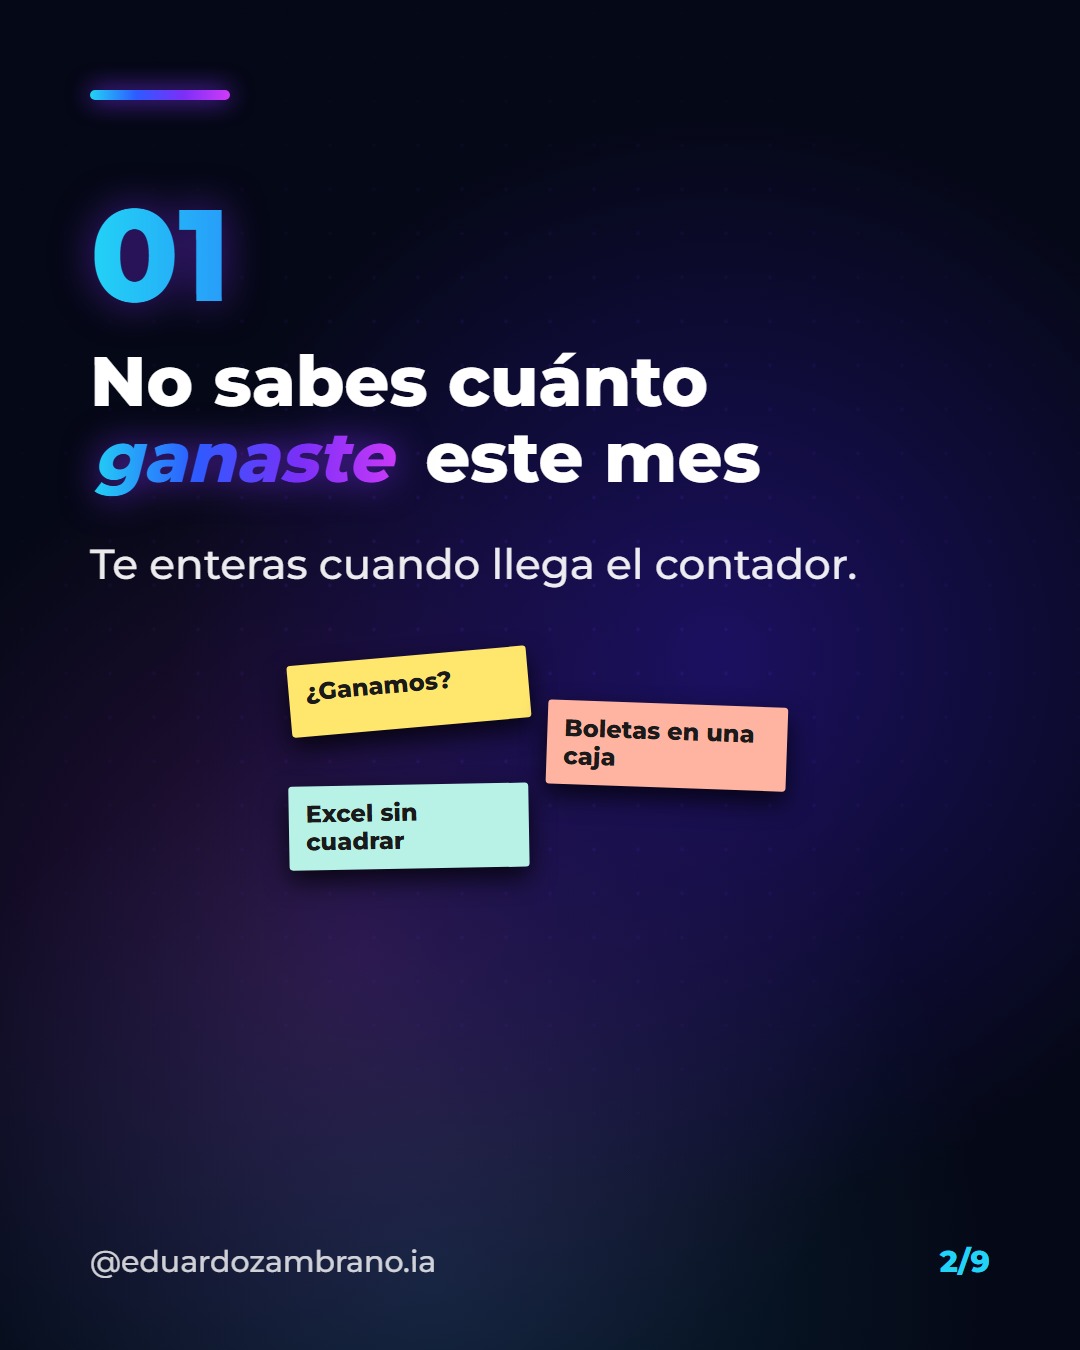 01
No sabes cuánto
ganaste este mes
Te enteras cuando llega el contador.
¿Ganamos?
Boletas en una
caja
Excel sin
cuadrar
@eduardozambrano.ia
2/9